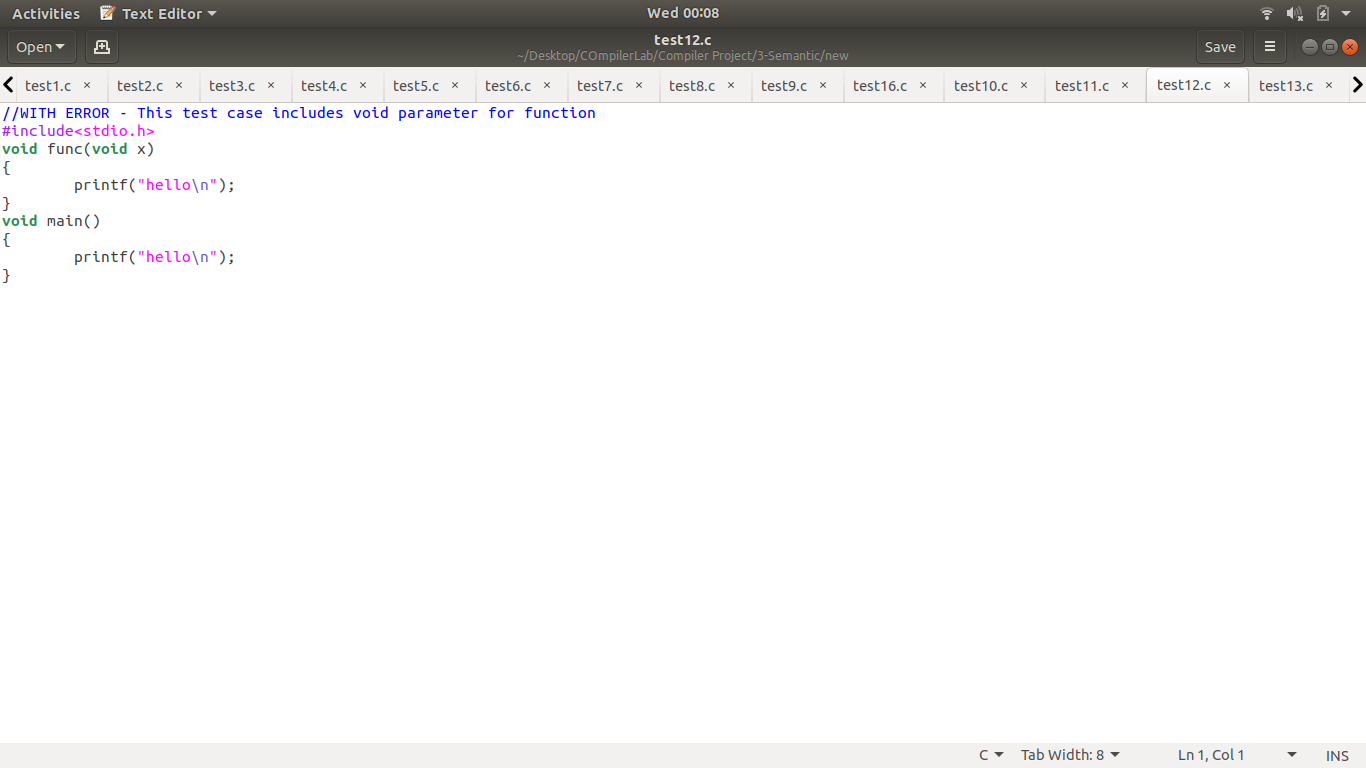 Activities Text Editor Wed 00:08
Open test12.c Save
~/Desktop/COmpilerLab/Compiler Project/3-Semantic/new
test1.c × test2.c × test3.c × test4.c × test5.c × test6.c × test7.c × test8.c × test9.c × test16.c × test10.c × test11.c × test12.c × test13.c ×
//WITH ERROR - This test case includes void parameter for function
#include<stdio.h>
void func(void x)
{
        printf("hello\n");
}
void main()
{
        printf("hello\n");
}
C Tab Width: 8 Ln 1, Col 1 INS